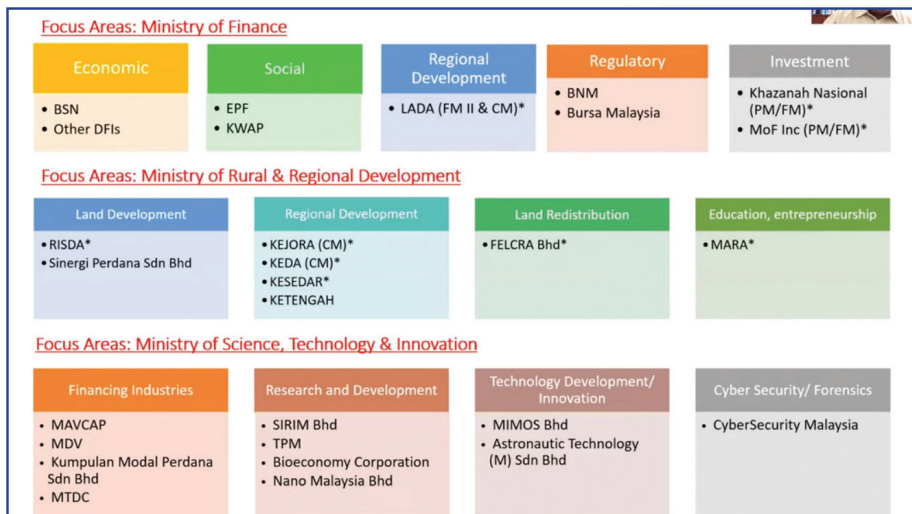 Focus Areas: Ministry of Finance
Economic
• BSN
• Other DFIs
Social
• EPF
• KWAP
Regional
Development
• LADA (FM II & CM)*
Regulatory
• BNM
• Bursa Malaysia
Investment
• Khazanah Nasional
(PM/FM)*
• MoF Inc (PM/FM)*
Focus Areas: Ministry of Rural & Regional Development
Land Development
• RISDA*
• Sinergi Perdana Sdn Bhd
Regional Development
• KEJORA (CM)*
• KEDA (CM)*
• KESEDAR*
• KETENGAH
Land Redistribution
• FELCRA Bhd*
Education, entrepreneurship
• MARA*
Focus Areas: Ministry of Science, Technology & Innovation
Financing Industries
• MAVCAP
• MDV
• Kumpulan Modal Perdana
Sdn Bhd
• MTDC
Research and Development
• SIRIM Bhd
• TPM
• Bioeconomy Corporation
• Nano Malaysia Bhd
Technology Development/
Innovation
• MIMOS Bhd
• Astronautic Technology
(M) Sdn Bhd
Cyber Security/ Forensics
• CyberSecurity Malaysia